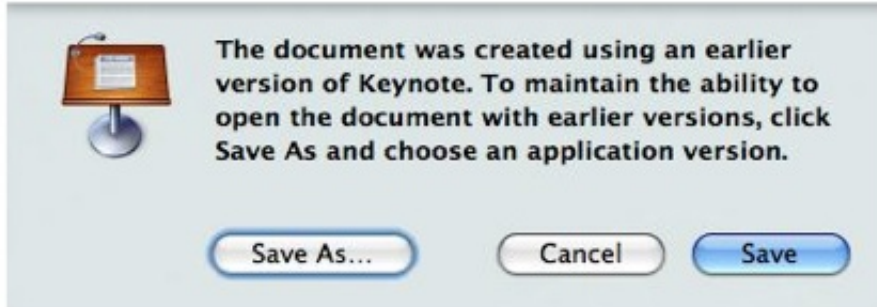 The document was created using an earlier
version of Keynote. To maintain the ability to
open the document with earlier versions, click
Save As and choose an application version.
Save As... Cancel Save